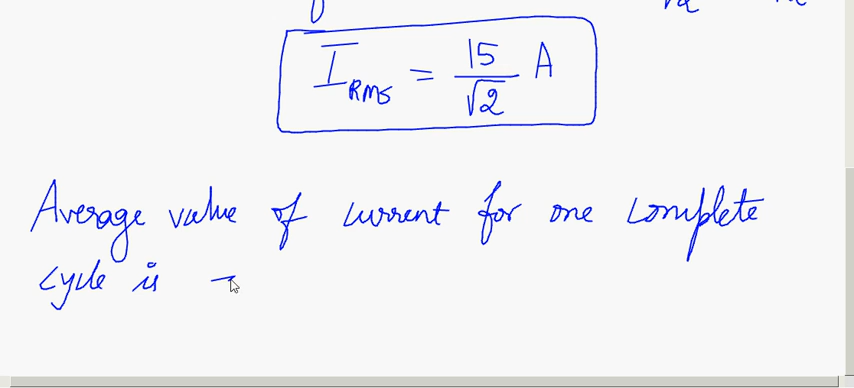 I_RMS = 15/√2 A
Average value of current for one complete
cycle is